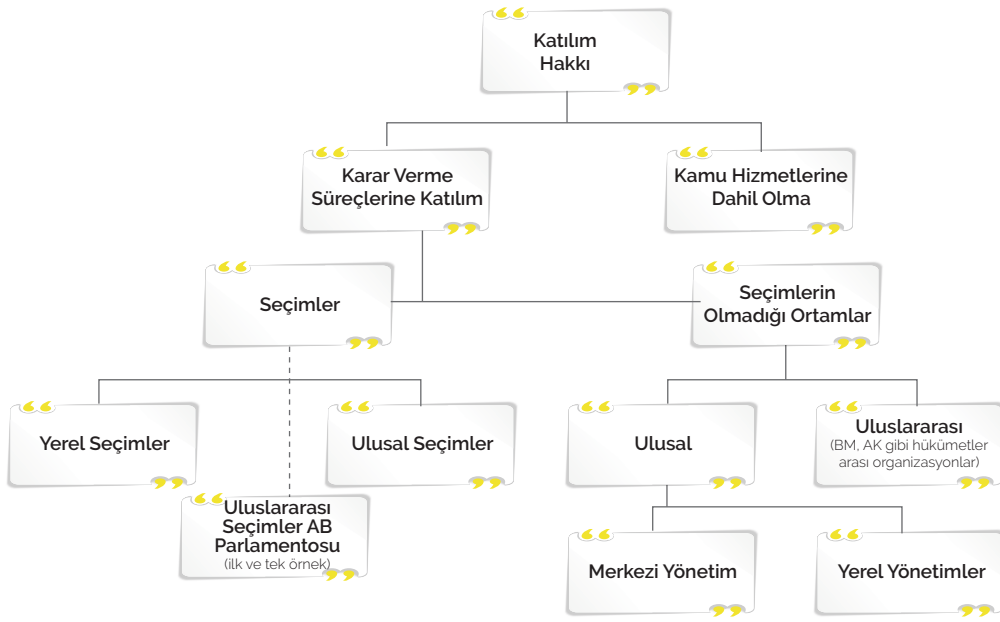 Katılım
Hakkı
Karar Verme
Süreçlerine Katılım
Kamu Hizmetlerine
Dahil Olma
Seçimler
Seçimlerin
Olmadığı Ortamlar
Yerel Seçimler
Ulusal Seçimler
Ulusal
Uluslararası
(BM, AK gibi hükümetler
arası organizasyonlar)
Uluslararası
Seçimler AB
Parlamentosu
(ilk ve tek örnek)
Merkezi Yönetim
Yerel Yönetimler